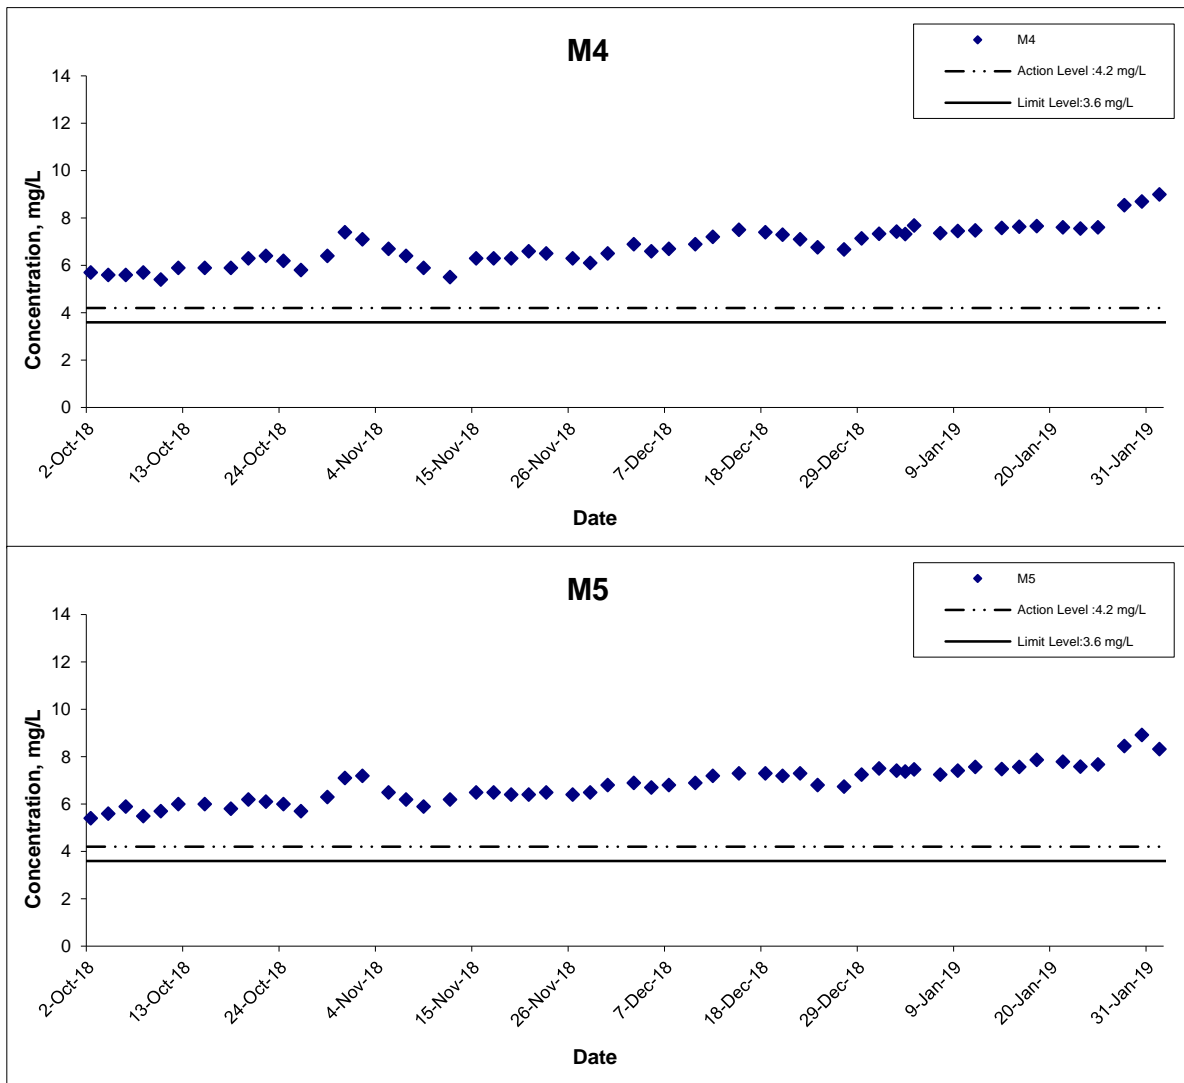 M4
M4
Action Level :4.2 mg/L
Limit Level:3.6 mg/L
14
12
10
8
6
4
2
0
Concentration, mg/L
2-Oct-18
13-Oct-18
24-Oct-18
4-Nov-18
15-Nov-18
26-Nov-18
7-Dec-18
18-Dec-18
29-Dec-18
9-Jan-19
20-Jan-19
31-Jan-19
Date
M5
M5
Action Level :4.2 mg/L
Limit Level:3.6 mg/L
14
12
10
8
6
4
2
0
Concentration, mg/L
2-Oct-18
13-Oct-18
24-Oct-18
4-Nov-18
15-Nov-18
26-Nov-18
7-Dec-18
18-Dec-18
29-Dec-18
9-Jan-19
20-Jan-19
31-Jan-19
Date